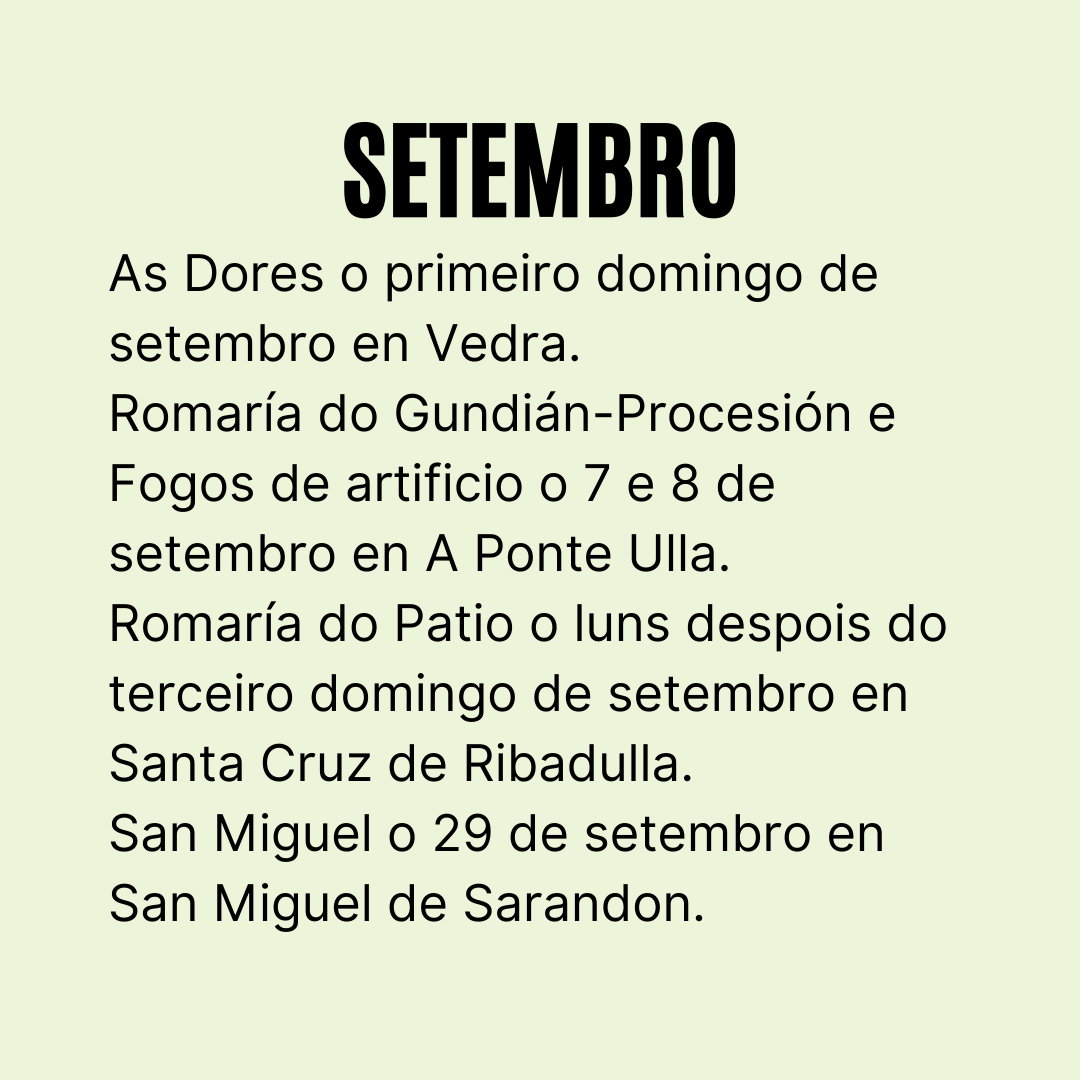 SETEMBRO
As Dores o primeiro domingo de
setembro en Vedra.
Romaría do Gundián-Procesión e
Fogos de artificio o 7 e 8 de
setembro en A Ponte Ulla.
Romaría do Patio o luns despois do
terceiro domingo de setembro en
Santa Cruz de Ribadulla.
San Miguel o 29 de setembro en
San Miguel de Sarandon.